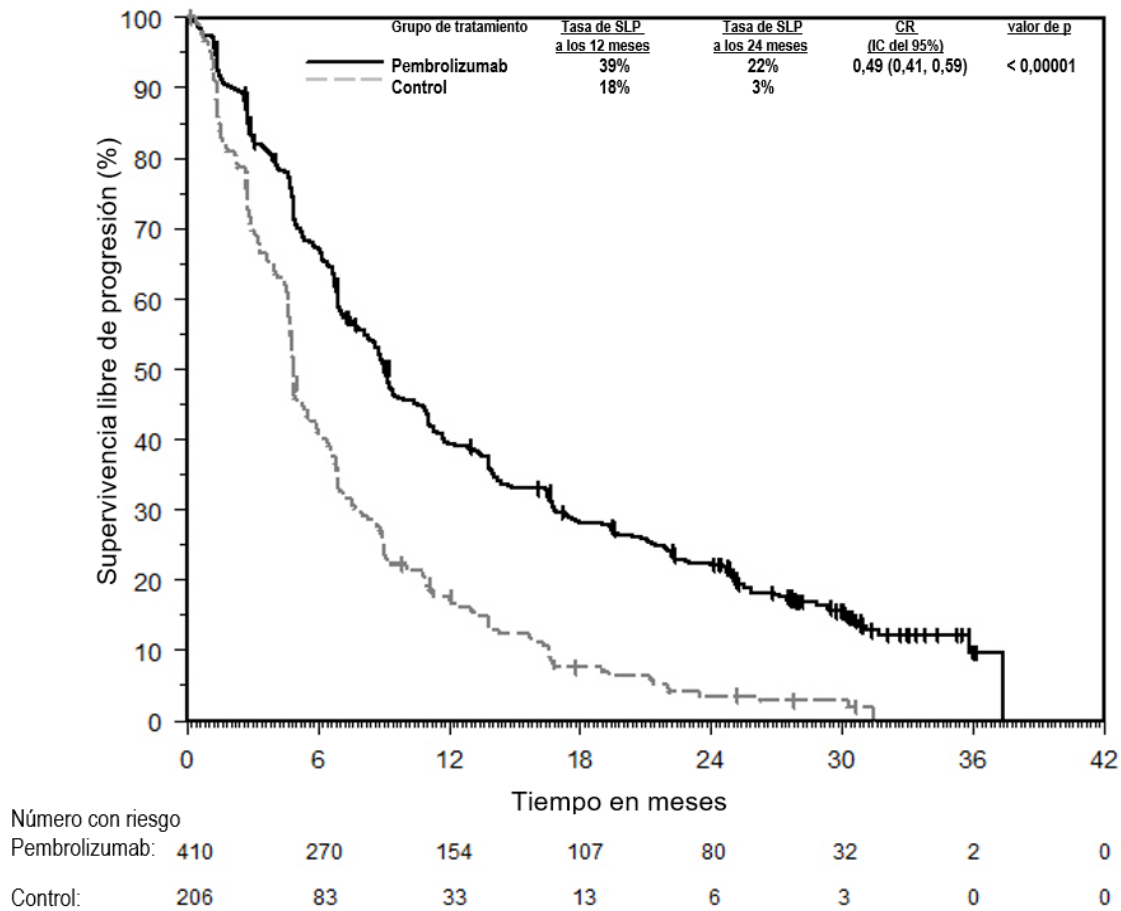 Grupo de tratamiento Tasa de SLP Tasa de SLP CR valor de p
a los 12 meses a los 24 meses (IC del 95%)
Pembrolizumab 39% 22% 0,49 (0,41, 0,59) < 0,00001
Control 18% 3%
Supervivencia libre de progresión (%)
100
90
80
70
60
50
40
30
20
10
0
0 6 12 18 24 30 36 42
Tiempo en meses
Número con riesgo
Pembrolizumab: 410 270 154 107 80 32 2 0
Control: 206 83 33 13 6 3 0 0